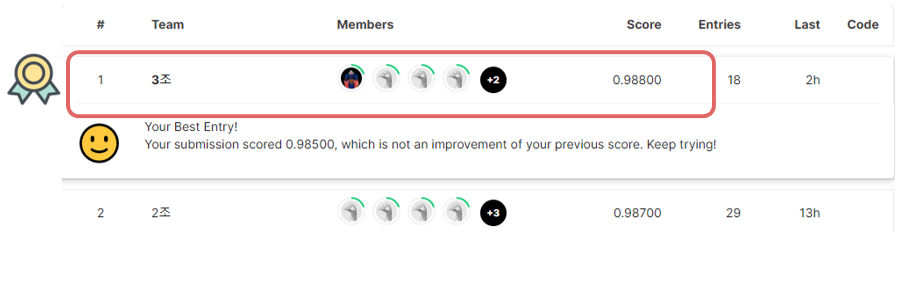 # Team Members Score Entries Last Code
1 3조 +2 0.98800 18 2h
Your Best Entry!
Your submission scored 0.98500, which is not an improvement of your previous score. Keep trying!
2 2조 +3 0.98700 29 13h